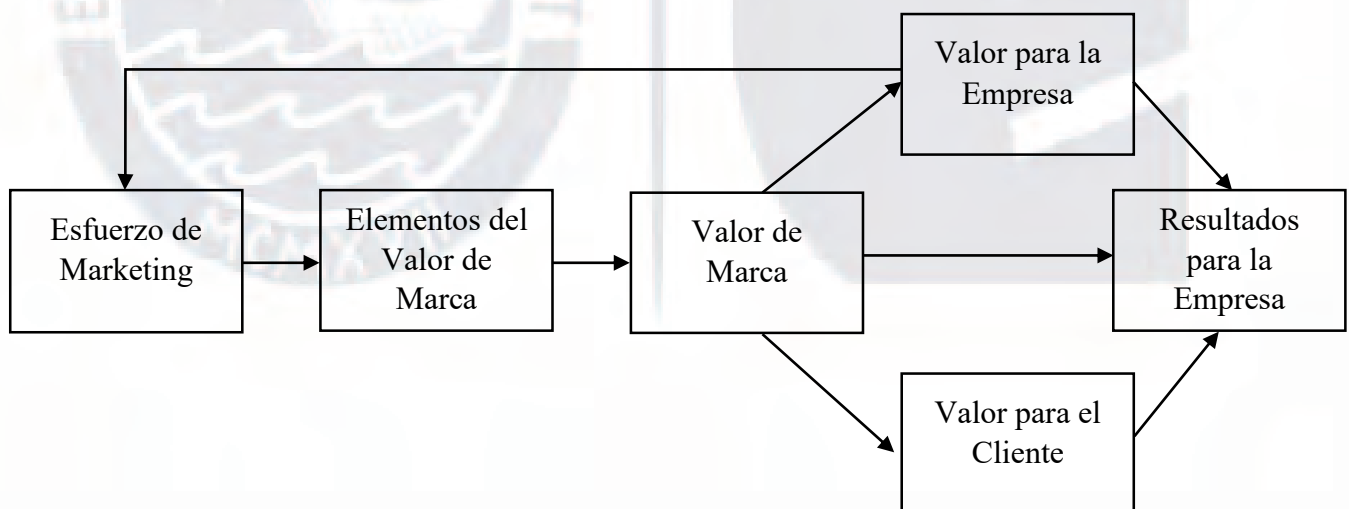 Valor para la
Empresa
Esfuerzo de
Marketing
Elementos del
Valor de
Marca
Valor de
Marca
Resultados
para la
Empresa
Valor para el
Cliente